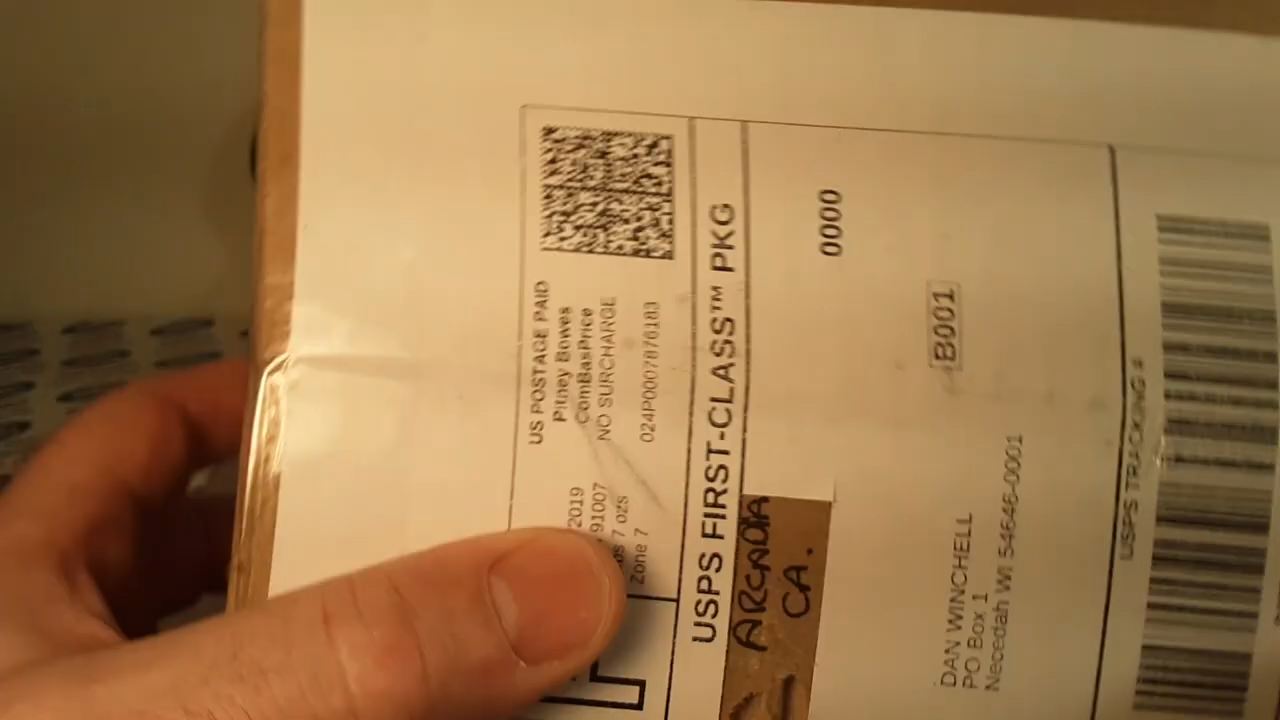 US POSTAGE PAID
Pitney Bowes
ComBasPrice
NO SURCHARGE
024P0007876183
2019
91007
7 ozs
Zone 7
USPS FIRST-CLASS™ PKG
ARCADIA
CA.
0000
B001
DAN WINCHELL
PO Box 1
Necedah WI 54646-0001
USPS TRACKING #